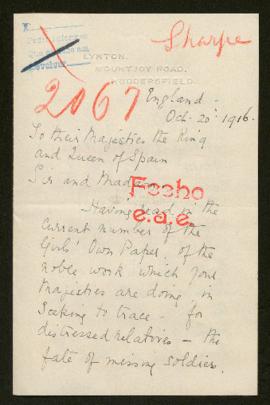 Sharpe
LYNTON,
MOUNTJOY ROAD,
HUDDERSFIELD.
2067
England.
Oct. 20: 1916.
To their Majesties the King
and Queen of Spain
Sir and Madam
Fecho
e.a.e.
Having read in the
current number of the
Girls' Own Paper, of the
noble work which your
Majesties are doing in
seeking to trace - for
distressed relatives - the
fate of missing soldiers